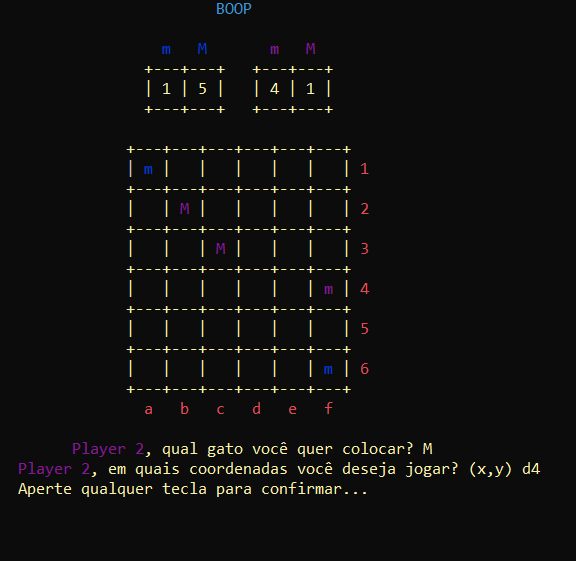 BOOP
m M m M
+---+---+ +---+---+
| 1 | 5 | | 4 | 1 |
+---+---+ +---+---+
+---+---+---+---+---+---+
| m |   |   |   |   |   | 1
+---+---+---+---+---+---+
|   | M |   |   |   |   | 2
+---+---+---+---+---+---+
|   |   | M |   |   |   | 3
+---+---+---+---+---+---+
|   |   |   |   |   | m | 4
+---+---+---+---+---+---+
|   |   |   |   |   |   | 5
+---+---+---+---+---+---+
|   |   |   |   |   | m | 6
+---+---+---+---+---+---+
a b c d e f
Player 2, qual gato você quer colocar? M
Player 2, em quais coordenadas você deseja jogar? (x,y) d4
Aperte qualquer tecla para confirmar...